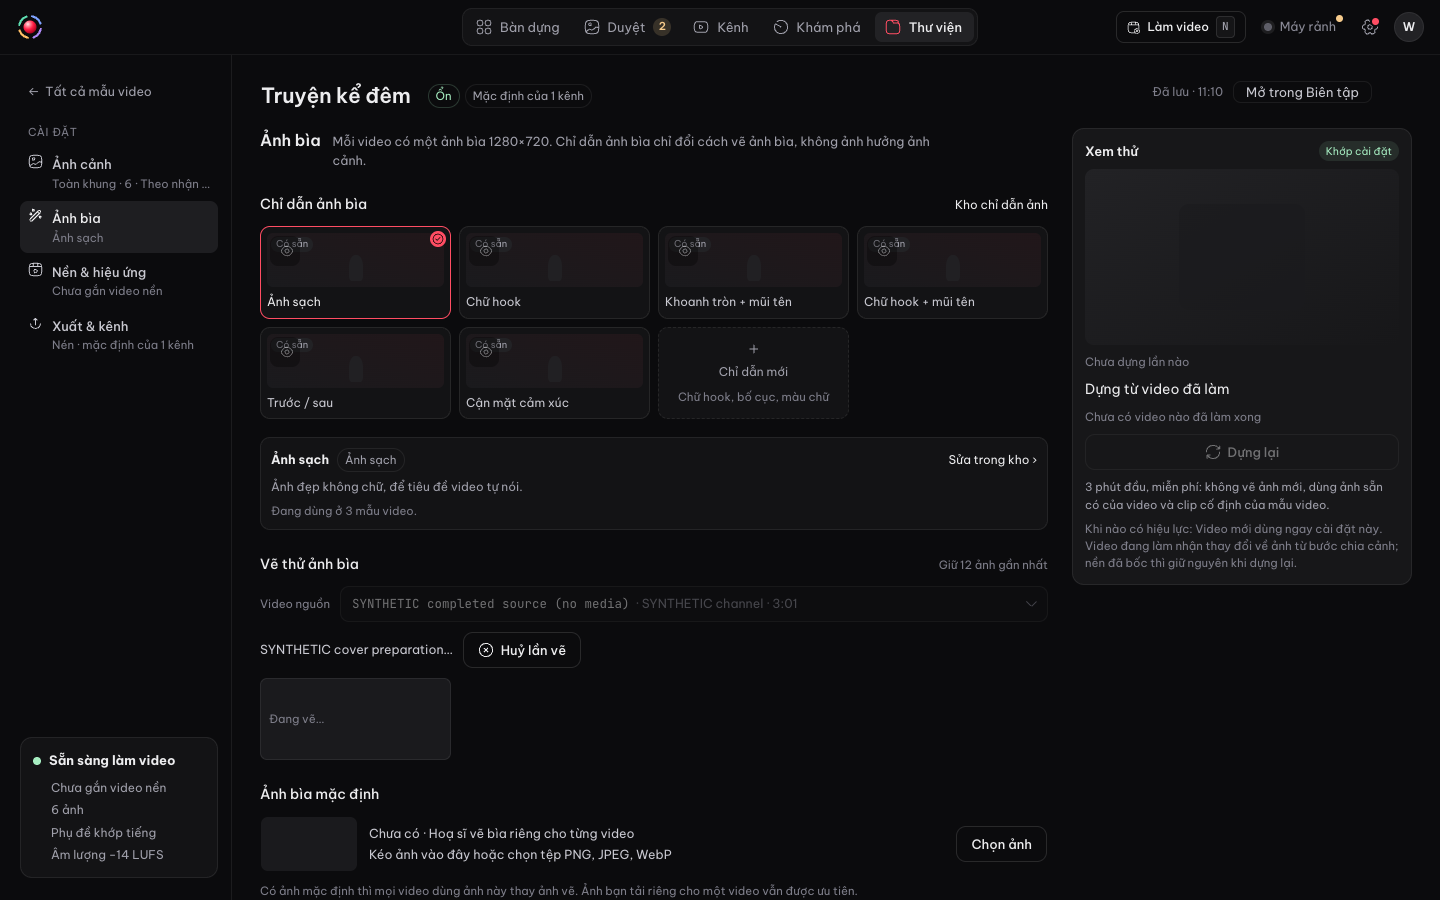 Bàn dựng
Duyệt 2
Kênh
Khám phá
Thư viện
Làm video N
Máy rảnh
W
← Tất cả mẫu video
CÀI ĐẶT
Ảnh cảnh
Toàn khung · 6 · Theo nhận ...
Ảnh bìa
Ảnh sạch
Nền & hiệu ứng
Chưa gắn video nền
Xuất & kênh
Nén · mặc định của 1 kênh
Sẵn sàng làm video
Chưa gắn video nền
6 ảnh
Phụ đề khớp tiếng
Âm lượng -14 LUFS
Truyện kể đêm
Ổn
Mặc định của 1 kênh
Đã lưu · 11:10
Mở trong Biên tập
Ảnh bìa
Mỗi video có một ảnh bìa 1280×720. Chỉ dẫn ảnh bìa chỉ đổi cách vẽ ảnh bìa, không ảnh hưởng ảnh
cảnh.
Chỉ dẫn ảnh bìa
Kho chỉ dẫn ảnh
Có sẵn
Ảnh sạch
Có sẵn
Chữ hook
Có sẵn
Khoanh tròn + mũi tên
Có sẵn
Chữ hook + mũi tên
Có sẵn
Trước / sau
Có sẵn
Cận mặt cảm xúc
+
Chỉ dẫn mới
Chữ hook, bố cục, màu chữ
Ảnh sạch
Ảnh sạch
Sửa trong kho ›
Ảnh đẹp không chữ, để tiêu đề video tự nói.
Đang dùng ở 3 mẫu video.
Vẽ thử ảnh bìa
Giữ 12 ảnh gần nhất
Video nguồn
SYNTHETIC completed source (no media) · SYNTHETIC channel · 3:01
SYNTHETIC cover preparation...
Huỷ lần vẽ
Đang vẽ...
Ảnh bìa mặc định
Chưa có · Hoạ sĩ vẽ bìa riêng cho từng video
Kéo ảnh vào đây hoặc chọn tệp PNG, JPEG, WebP
Chọn ảnh
Có ảnh mặc định thì mọi video dùng ảnh này thay ảnh vẽ. Ảnh bạn tải riêng cho một video vẫn được ưu tiên.
Xem thử
Khớp cài đặt
Chưa dựng lần nào
Dựng từ video đã làm
Chưa có video nào đã làm xong
Dựng lại
3 phút đầu, miễn phí: không vẽ ảnh mới, dùng ảnh sẵn
có của video và clip cố định của mẫu video.
Khi nào có hiệu lực: Video mới dùng ngay cài đặt này.
Video đang làm nhận thay đổi về ảnh từ bước chia cảnh;
nền đã bốc thì giữ nguyên khi dựng lại.